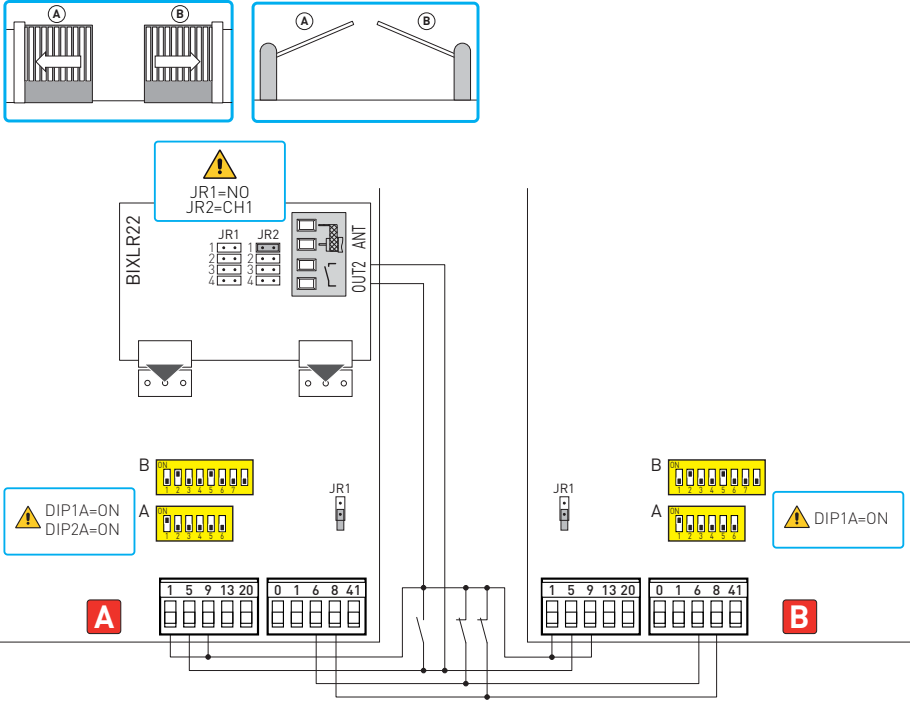 A B
A B
JR1=NO
JR2=CH1
BIXLR22
JR1 JR2
1 1
2 2
3 3
4 4
ANT
OUT2
B
ON
1 2 3 4 5 6 7
DIP1A=ON
DIP2A=ON
A
ON
1 2 3 4 5 6
JR1
JR1
B
ON
1 2 3 4 5 6 7
A
ON
1 2 3 4 5 6
DIP1A=ON
A
1 5 9 13 20
0 1 6 8 41
1 5 9 13 20
0 1 6 8 41
B